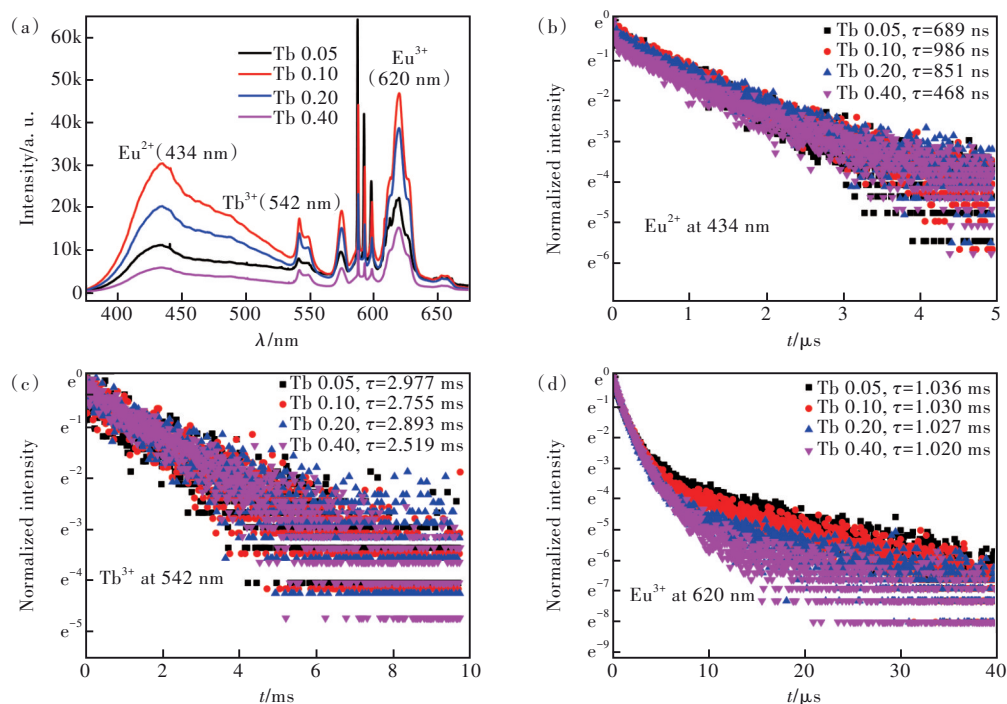 (a)
Intensity/a. u.
60k
50k
40k
30k
20k
10k
0
Tb 0.05
Tb 0.10
Tb 0.20
Tb 0.40
Eu³⁺
(620 nm)
Eu²⁺(434 nm)
Tb³⁺(542 nm)
400 450 500 550 600 650
λ/nm
(b)
Normalized intensity
e⁰
e⁻¹
e⁻²
e⁻³
e⁻⁴
e⁻⁵
e⁻⁶
Tb 0.05, τ=689 ns
Tb 0.10, τ=986 ns
Tb 0.20, τ=851 ns
Tb 0.40, τ=468 ns
Eu²⁺ at 434 nm
0 1 2 3 4 5
t/μs
(c)
Normalized intensity
e⁰
e⁻¹
e⁻²
e⁻³
e⁻⁴
e⁻⁵
Tb 0.05, τ=2.977 ms
Tb 0.10, τ=2.755 ms
Tb 0.20, τ=2.893 ms
Tb 0.40, τ=2.519 ms
Tb³⁺ at 542 nm
0 2 4 6 8 10
t/ms
(d)
Normalized intensity
e⁰
e⁻¹
e⁻²
e⁻³
e⁻⁴
e⁻⁵
e⁻⁶
e⁻⁷
e⁻⁸
e⁻⁹
Tb 0.05, τ=1.036 ms
Tb 0.10, τ=1.030 ms
Tb 0.20, τ=1.027 ms
Tb 0.40, τ=1.020 ms
Eu³⁺ at 620 nm
0 10 20 30 40
t/μs